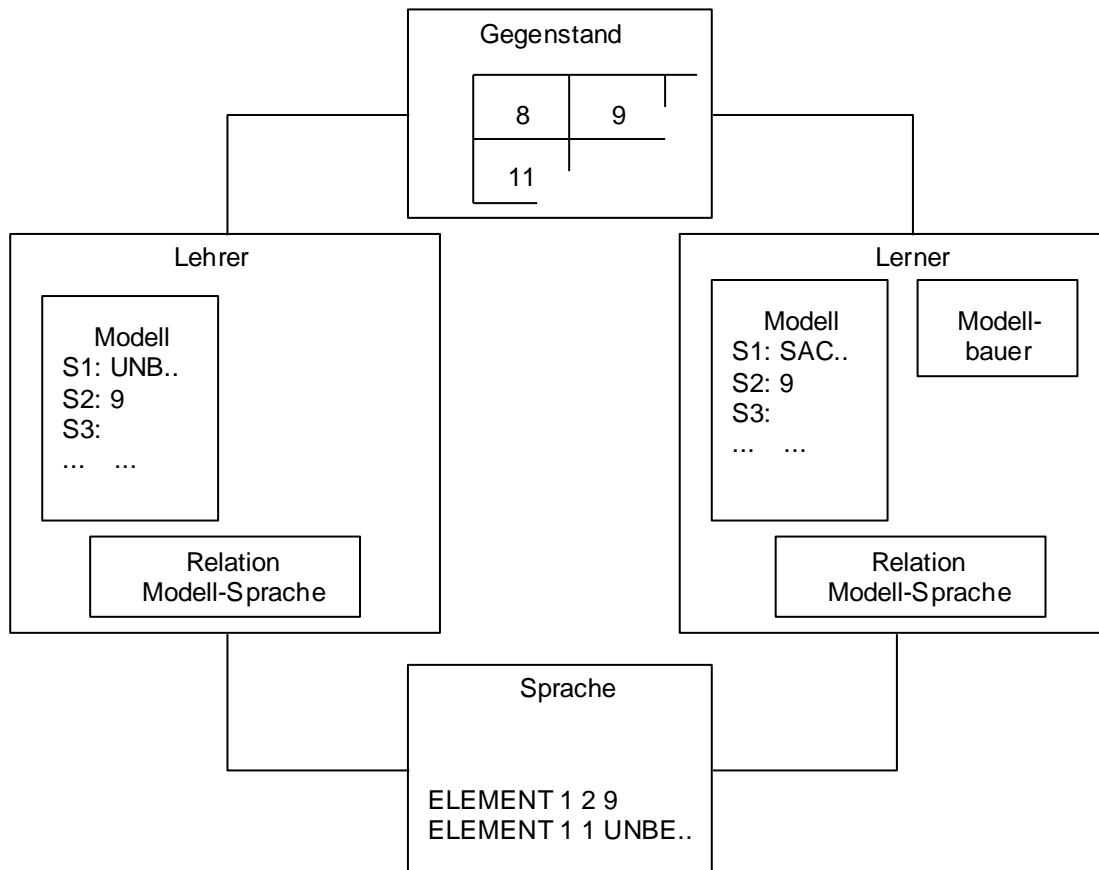 Gegenstand
8 9
11
Lehrer
Modell
S1: UNB..
S2: 9
S3:
... ...
Relation
Modell-Sprache
Lerner
Modell
S1: SAC..
S2: 9
S3:
... ...
Modell-
bauer
Relation
Modell-Sprache
Sprache
ELEMENT 1 2 9
ELEMENT 1 1 UNBE..